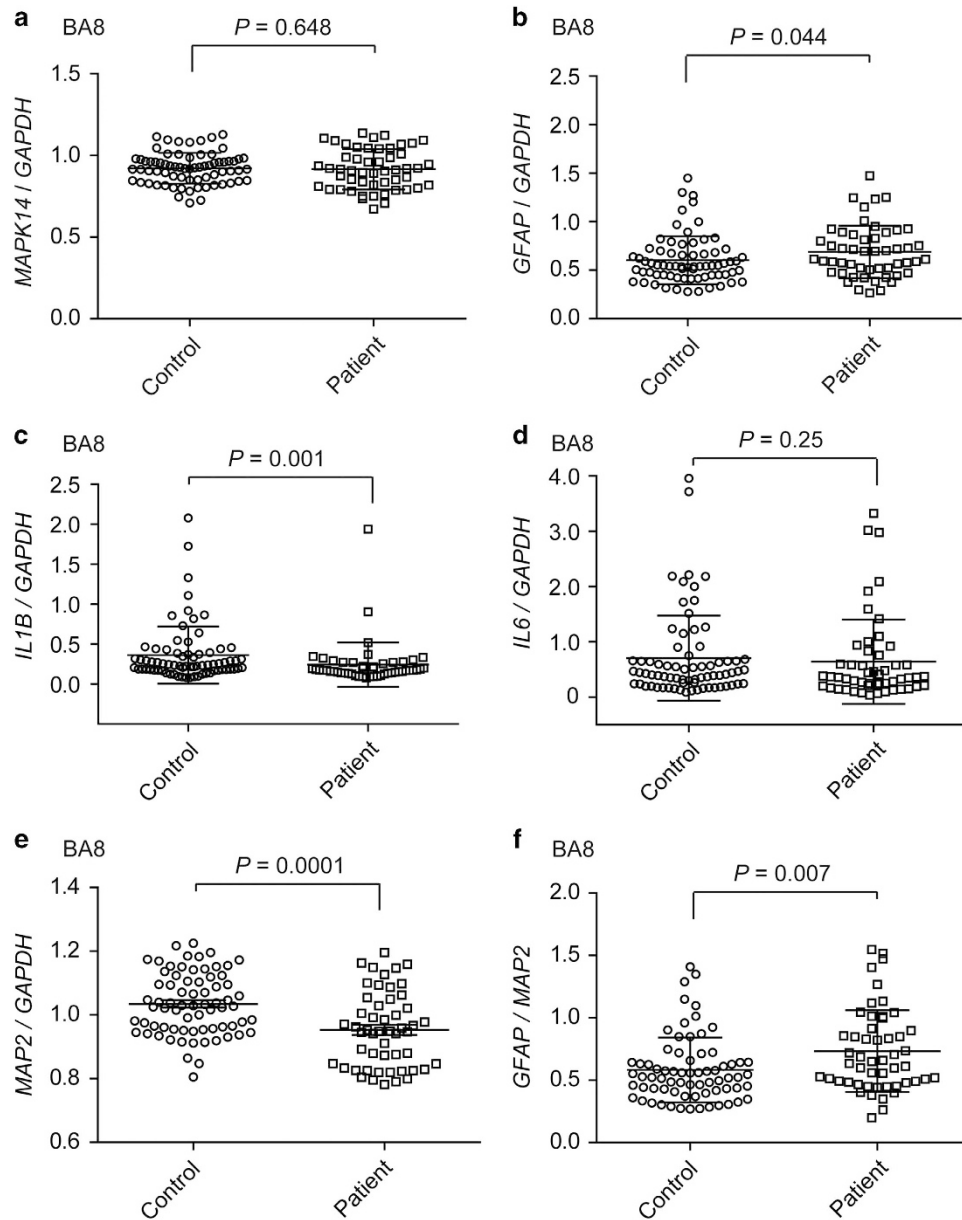 a BA8
P = 0.648
MAPK14 / GAPDH
1.5
1.0
0.5
0.0
Control
Patient
b BA8
P = 0.044
GFAP / GAPDH
2.5
2.0
1.5
1.0
0.5
0.0
Control
Patient
c BA8
P = 0.001
IL1B / GAPDH
2.5
2.0
1.5
1.0
0.5
0.0
Control
Patient
d BA8
P = 0.25
IL6 / GAPDH
4.0
3.0
2.0
1.0
0
Control
Patient
e BA8
P = 0.0001
MAP2 / GAPDH
1.4
1.2
1.0
0.8
0.6
Control
Patient
f BA8
P = 0.007
GFAP / MAP2
2.0
1.5
1.0
0.5
0.0
Control
Patient